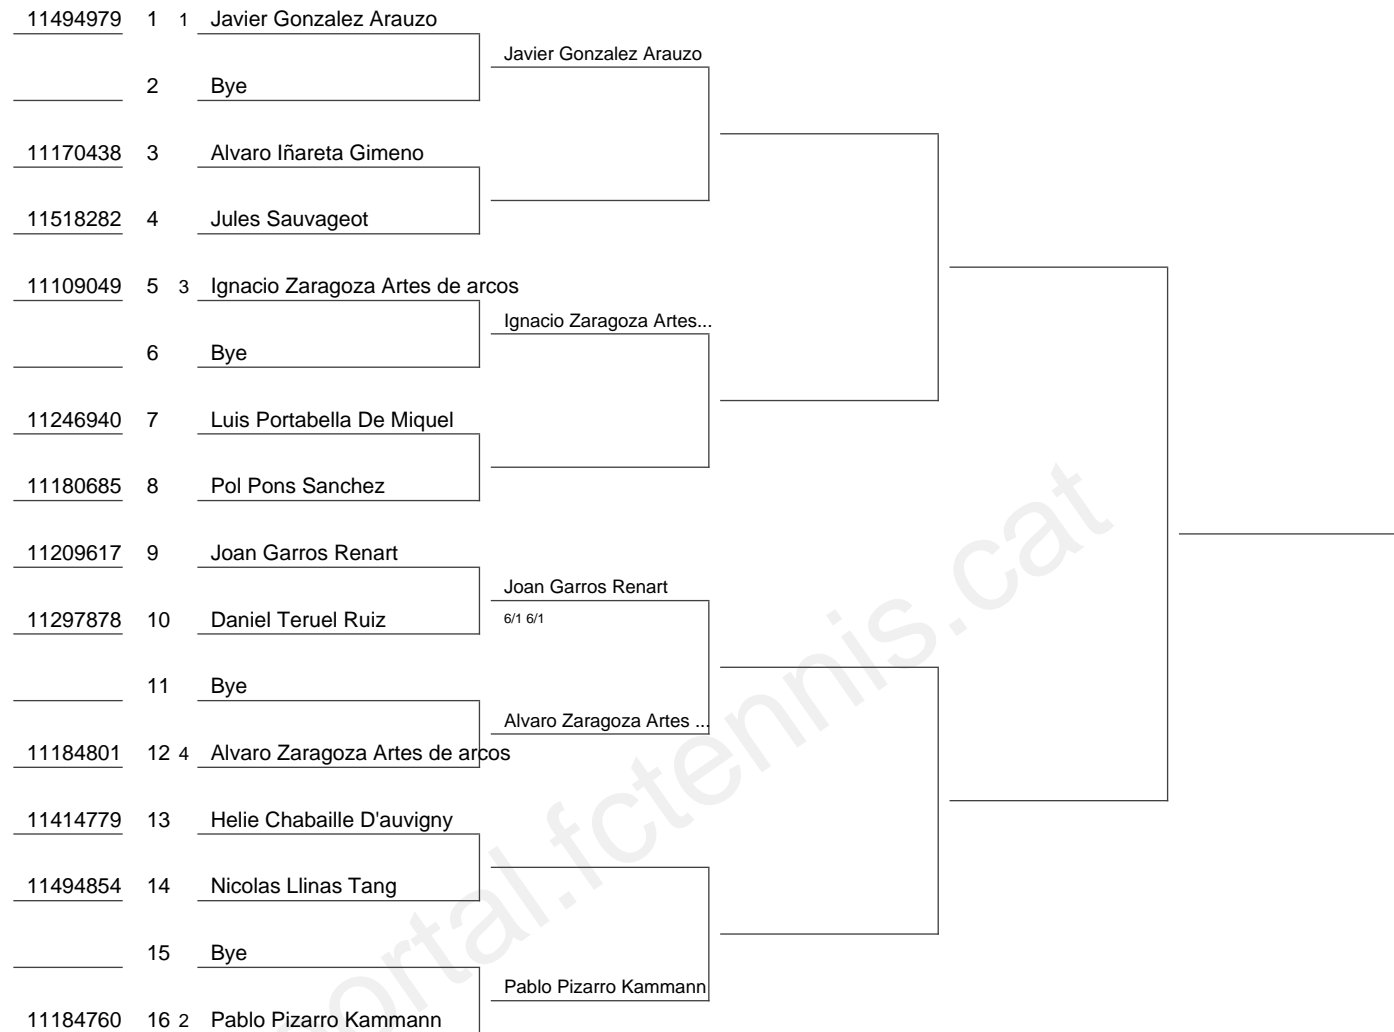 11494979 1 1 Javier Gonzalez Arauzo
Javier Gonzalez Arauzo
2 Bye
11170438 3 Alvaro Iñareta Gimeno
11518282 4 Jules Sauvageot
11109049 5 3 Ignacio Zaragoza Artes de arcos
Ignacio Zaragoza Artes...
6 Bye
11246940 7 Luis Portabella De Miquel
11180685 8 Pol Pons Sanchez
11209617 9 Joan Garros Renart
Joan Garros Renart
11297878 10 Daniel Teruel Ruiz
6/1 6/1
11 Bye
Alvaro Zaragoza Artes ...
11184801 12 4 Alvaro Zaragoza Artes de arcos
11414779 13 Helie Chabaille D'auvigny
11494854 14 Nicolas Llinas Tang
15 Bye
Pablo Pizarro Kammann
11184760 16 2 Pablo Pizarro Kammann
portal.fctennis.cat